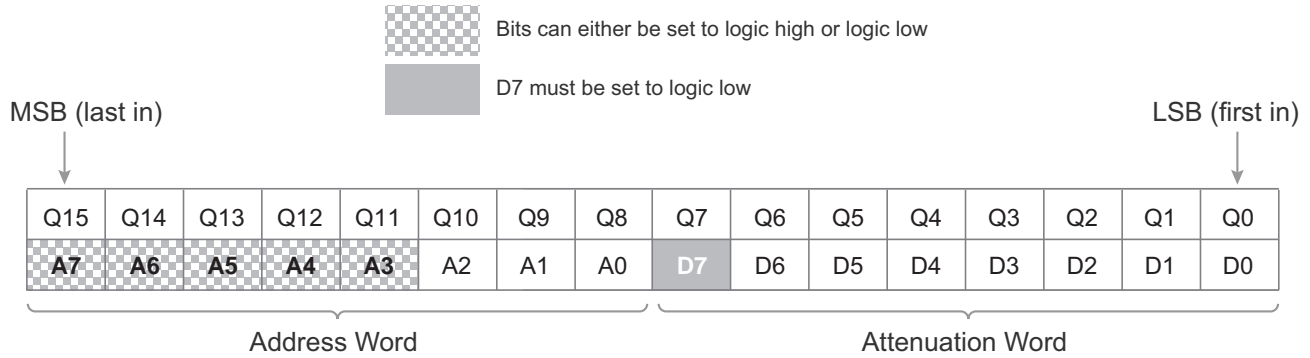 Bits can either be set to logic high or logic low
D7 must be set to logic low
MSB (last in) LSB (first in)
Q15 Q14 Q13 Q12 Q11 Q10 Q9 Q8 Q7 Q6 Q5 Q4 Q3 Q2 Q1 Q0
A7 A6 A5 A4 A3 A2 A1 A0 D7 D6 D5 D4 D3 D2 D1 D0
Address Word Attenuation Word